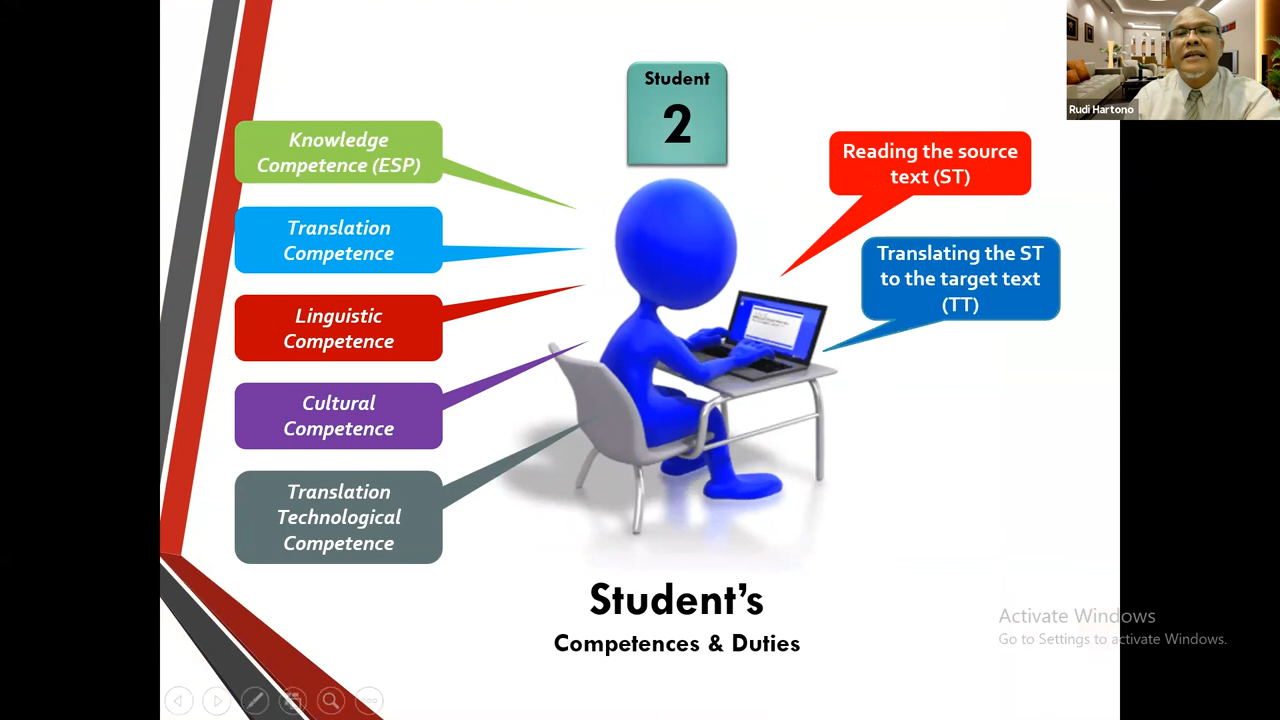 Student
2
Knowledge
Competence (ESP)
Translation
Competence
Linguistic
Competence
Cultural
Competence
Translation
Technological
Competence
Reading the source
text (ST)
Translating the ST
to the target text
(TT)
Student’s
Competences & Duties
Rudi Hartono
Activate Windows
Go to Settings to activate Windows.